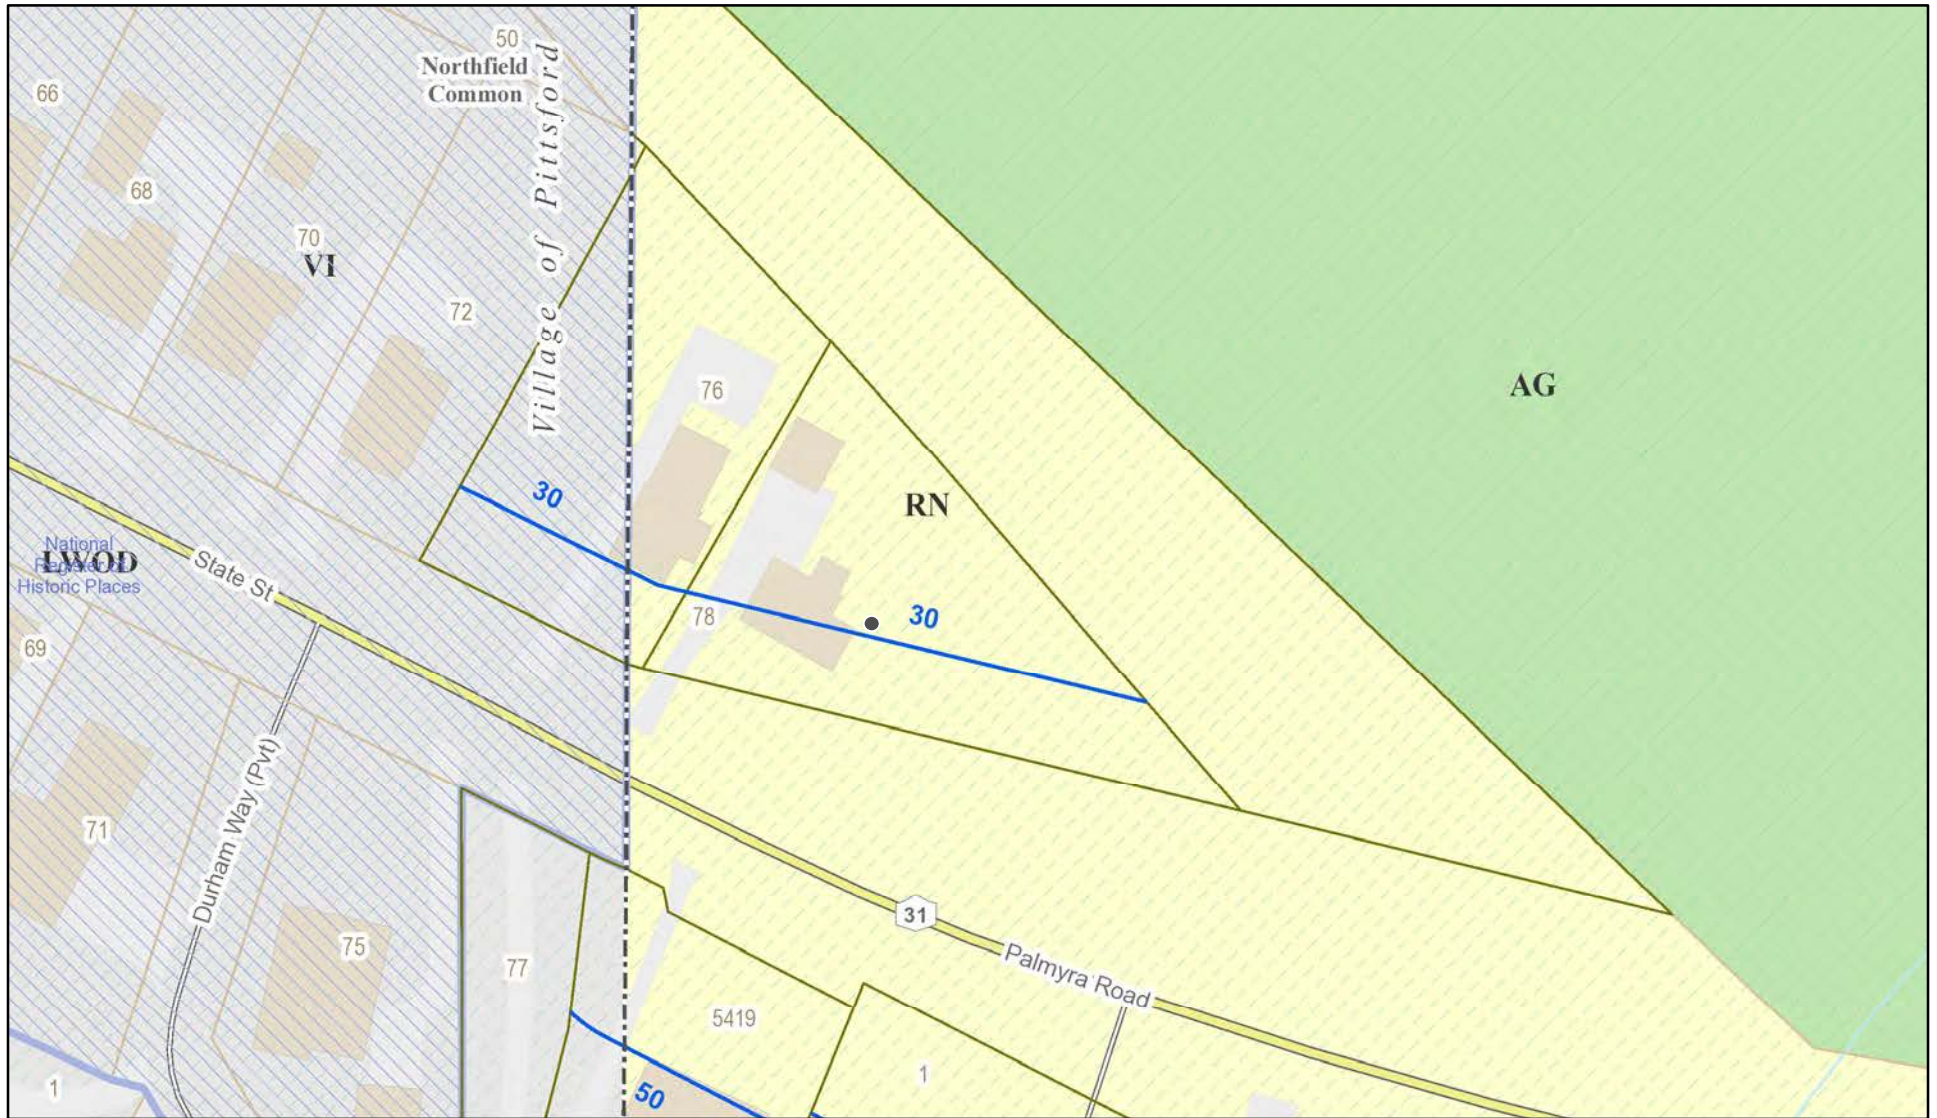 50
Northfield
Common
Village of Pittsford
66
68
70
VI
72
76
AG
30
RN
National
Register of
Historic Places
LWOD
State St
78
30
69
Durham Way (Pvt)
71
75
77
31
Palmyra Road
5419
1
1
50